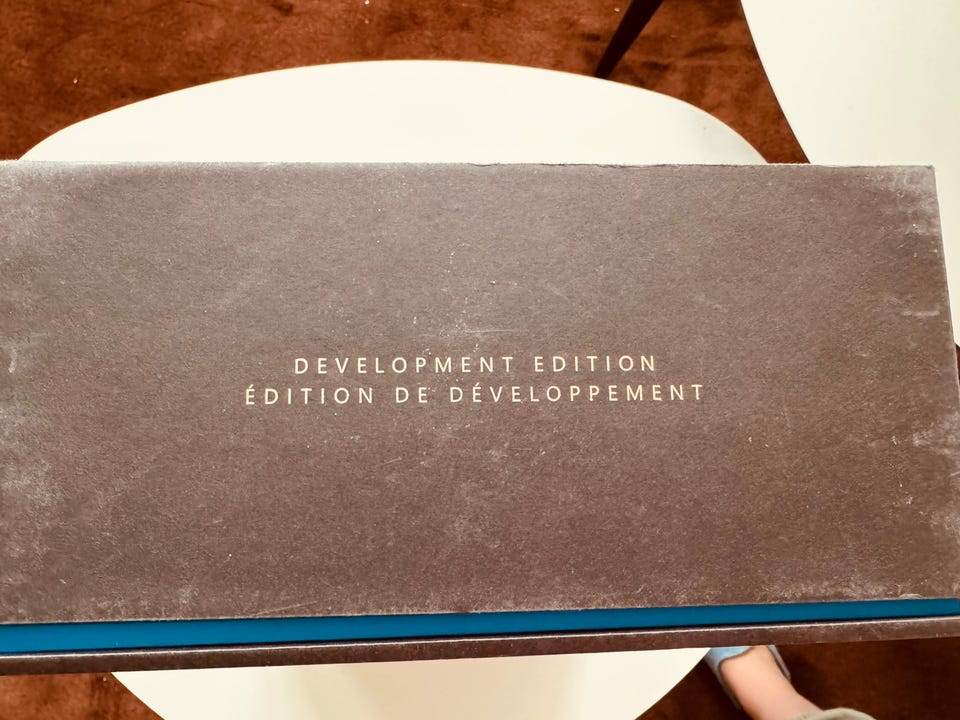 DEVELOPMENT EDITION
ÉDITION DE DÉVELOPPEMENT